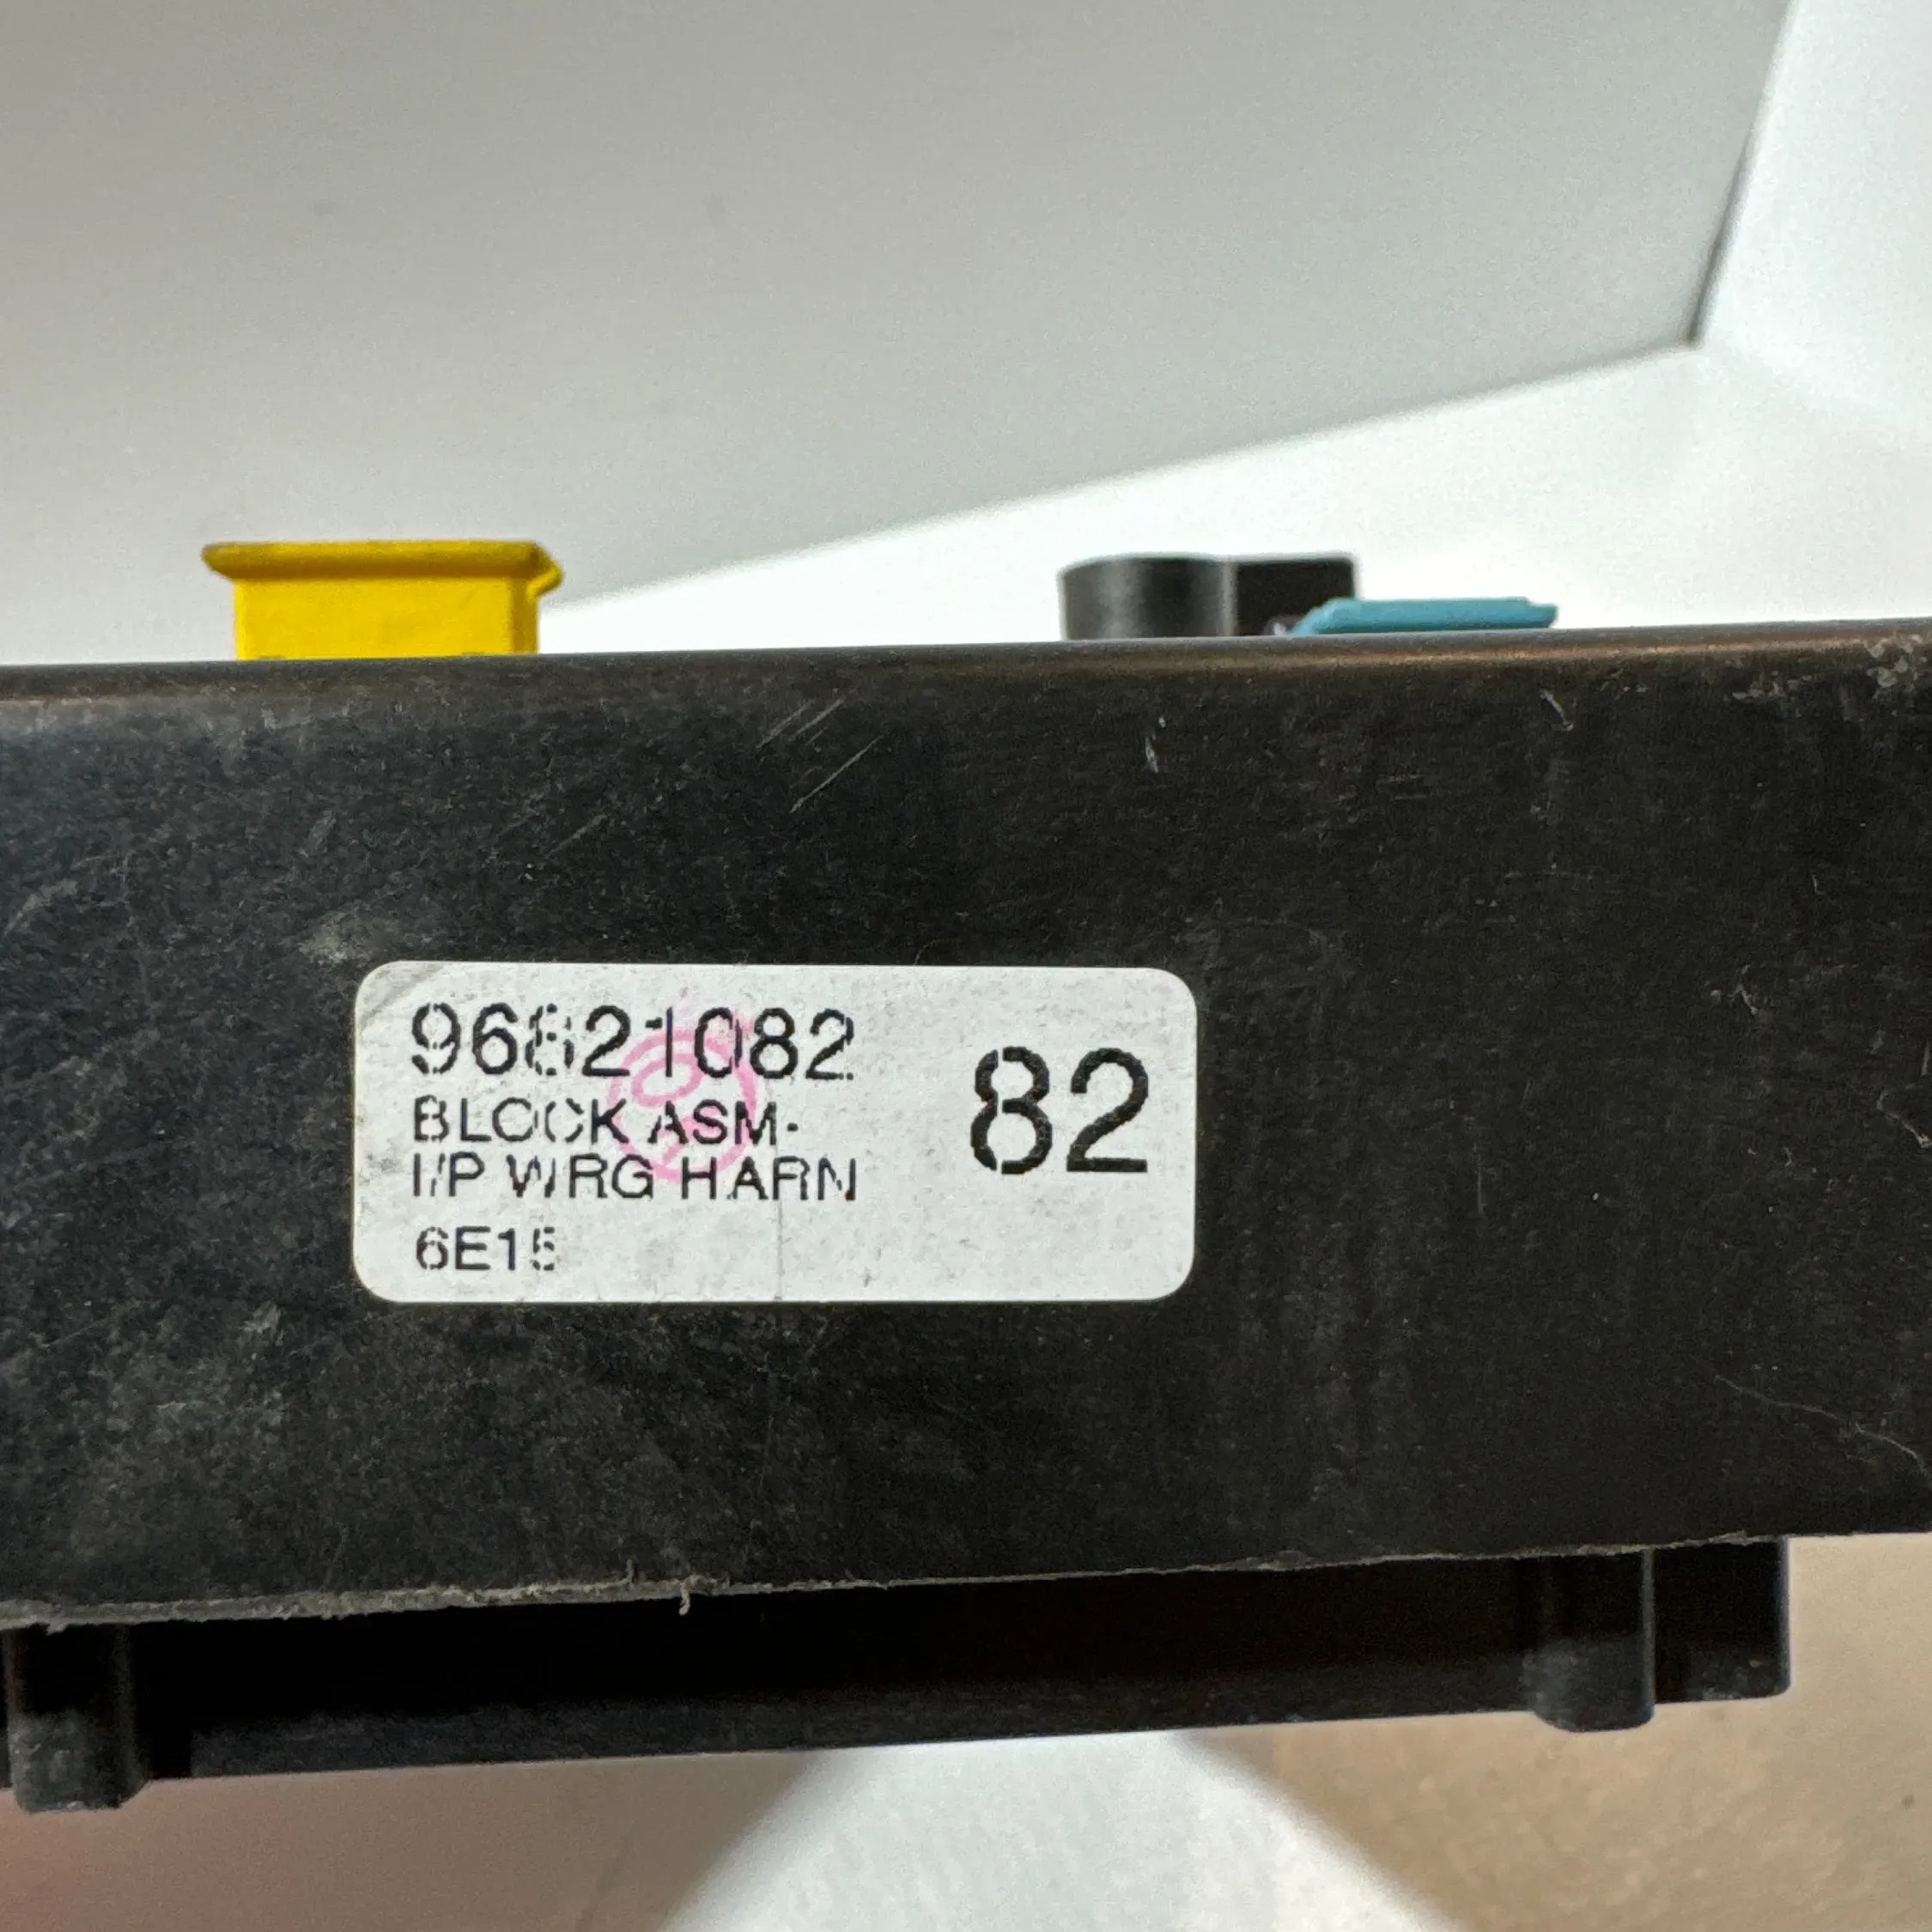 96821082
BLOCK ASM-
I/P WRG HARN
6E15
82